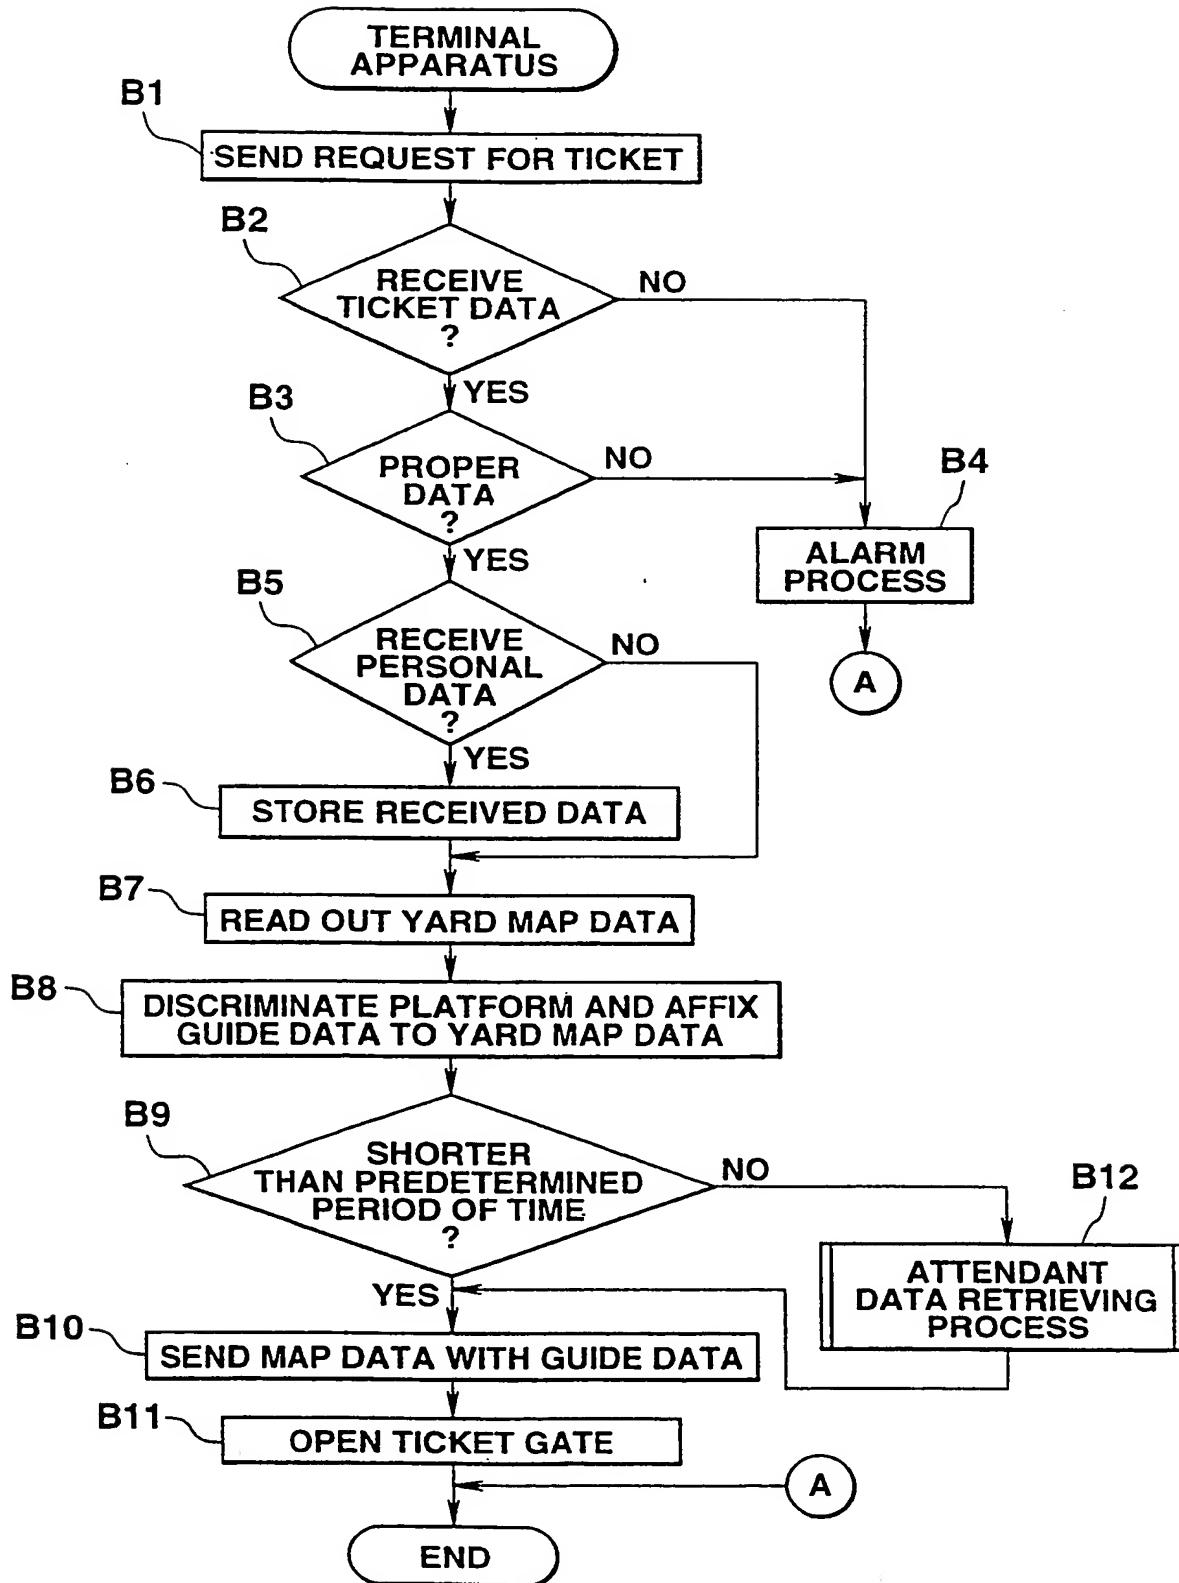 TERMINAL
APPARATUS
B1
SEND REQUEST FOR TICKET
B2
RECEIVE
TICKET DATA
?
NO
YES
B3
PROPER
DATA
?
NO
B4
ALARM
PROCESS
YES
B5
RECEIVE
PERSONAL
DATA
?
NO
A
YES
B6
STORE RECEIVED DATA
B7
READ OUT YARD MAP DATA
B8
DISCRIMINATE PLATFORM AND AFFIX
GUIDE DATA TO YARD MAP DATA
B9
SHORTER
THAN PREDETERMINED
PERIOD OF TIME
?
NO
B12
ATTENDANT
DATA RETRIEVING
PROCESS
YES
B10
SEND MAP DATA WITH GUIDE DATA
B11
OPEN TICKET GATE
A
END